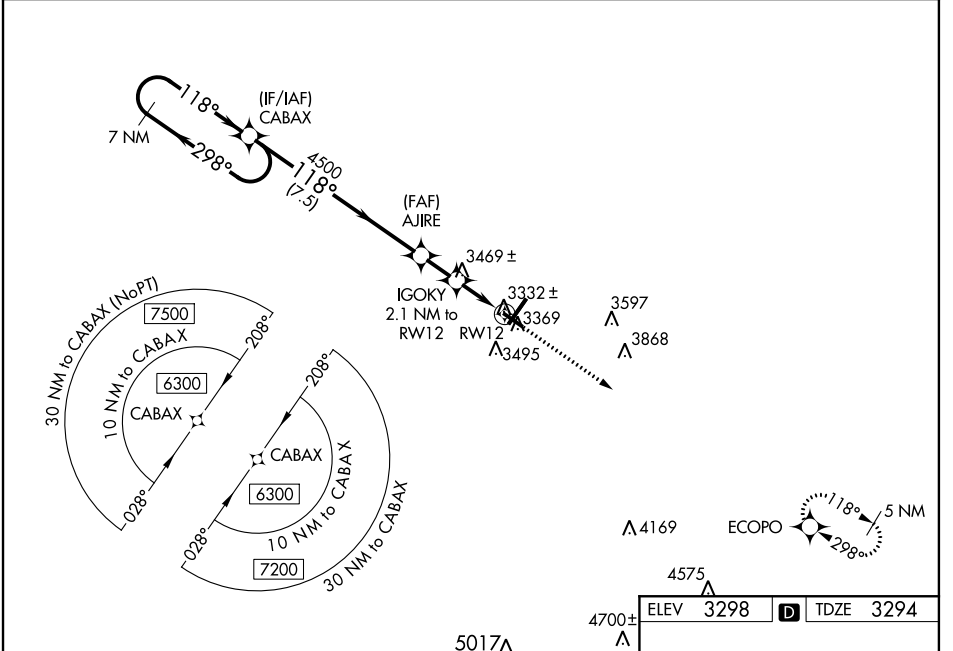 118°
7 NM
298°
(IF/IAF)
CABAX
4500
118°
(7.5)
(FAF)
AJIRE
3469 ±
IGOKY
2.1 NM to
RW12
RW12
3332 ±
3369
3495
3597
3868
30 NM to CABAX (NoPT)
7500
10 NM to CABAX
6300
CABAX
208°
028°
208°
CABAX
6300
10 NM to CABAX
7200
30 NM to CABAX
028°
4169
ECOPO
118°
5 NM
298°
4575
4700±
5017
ELEV 3298 D TDZE 3294